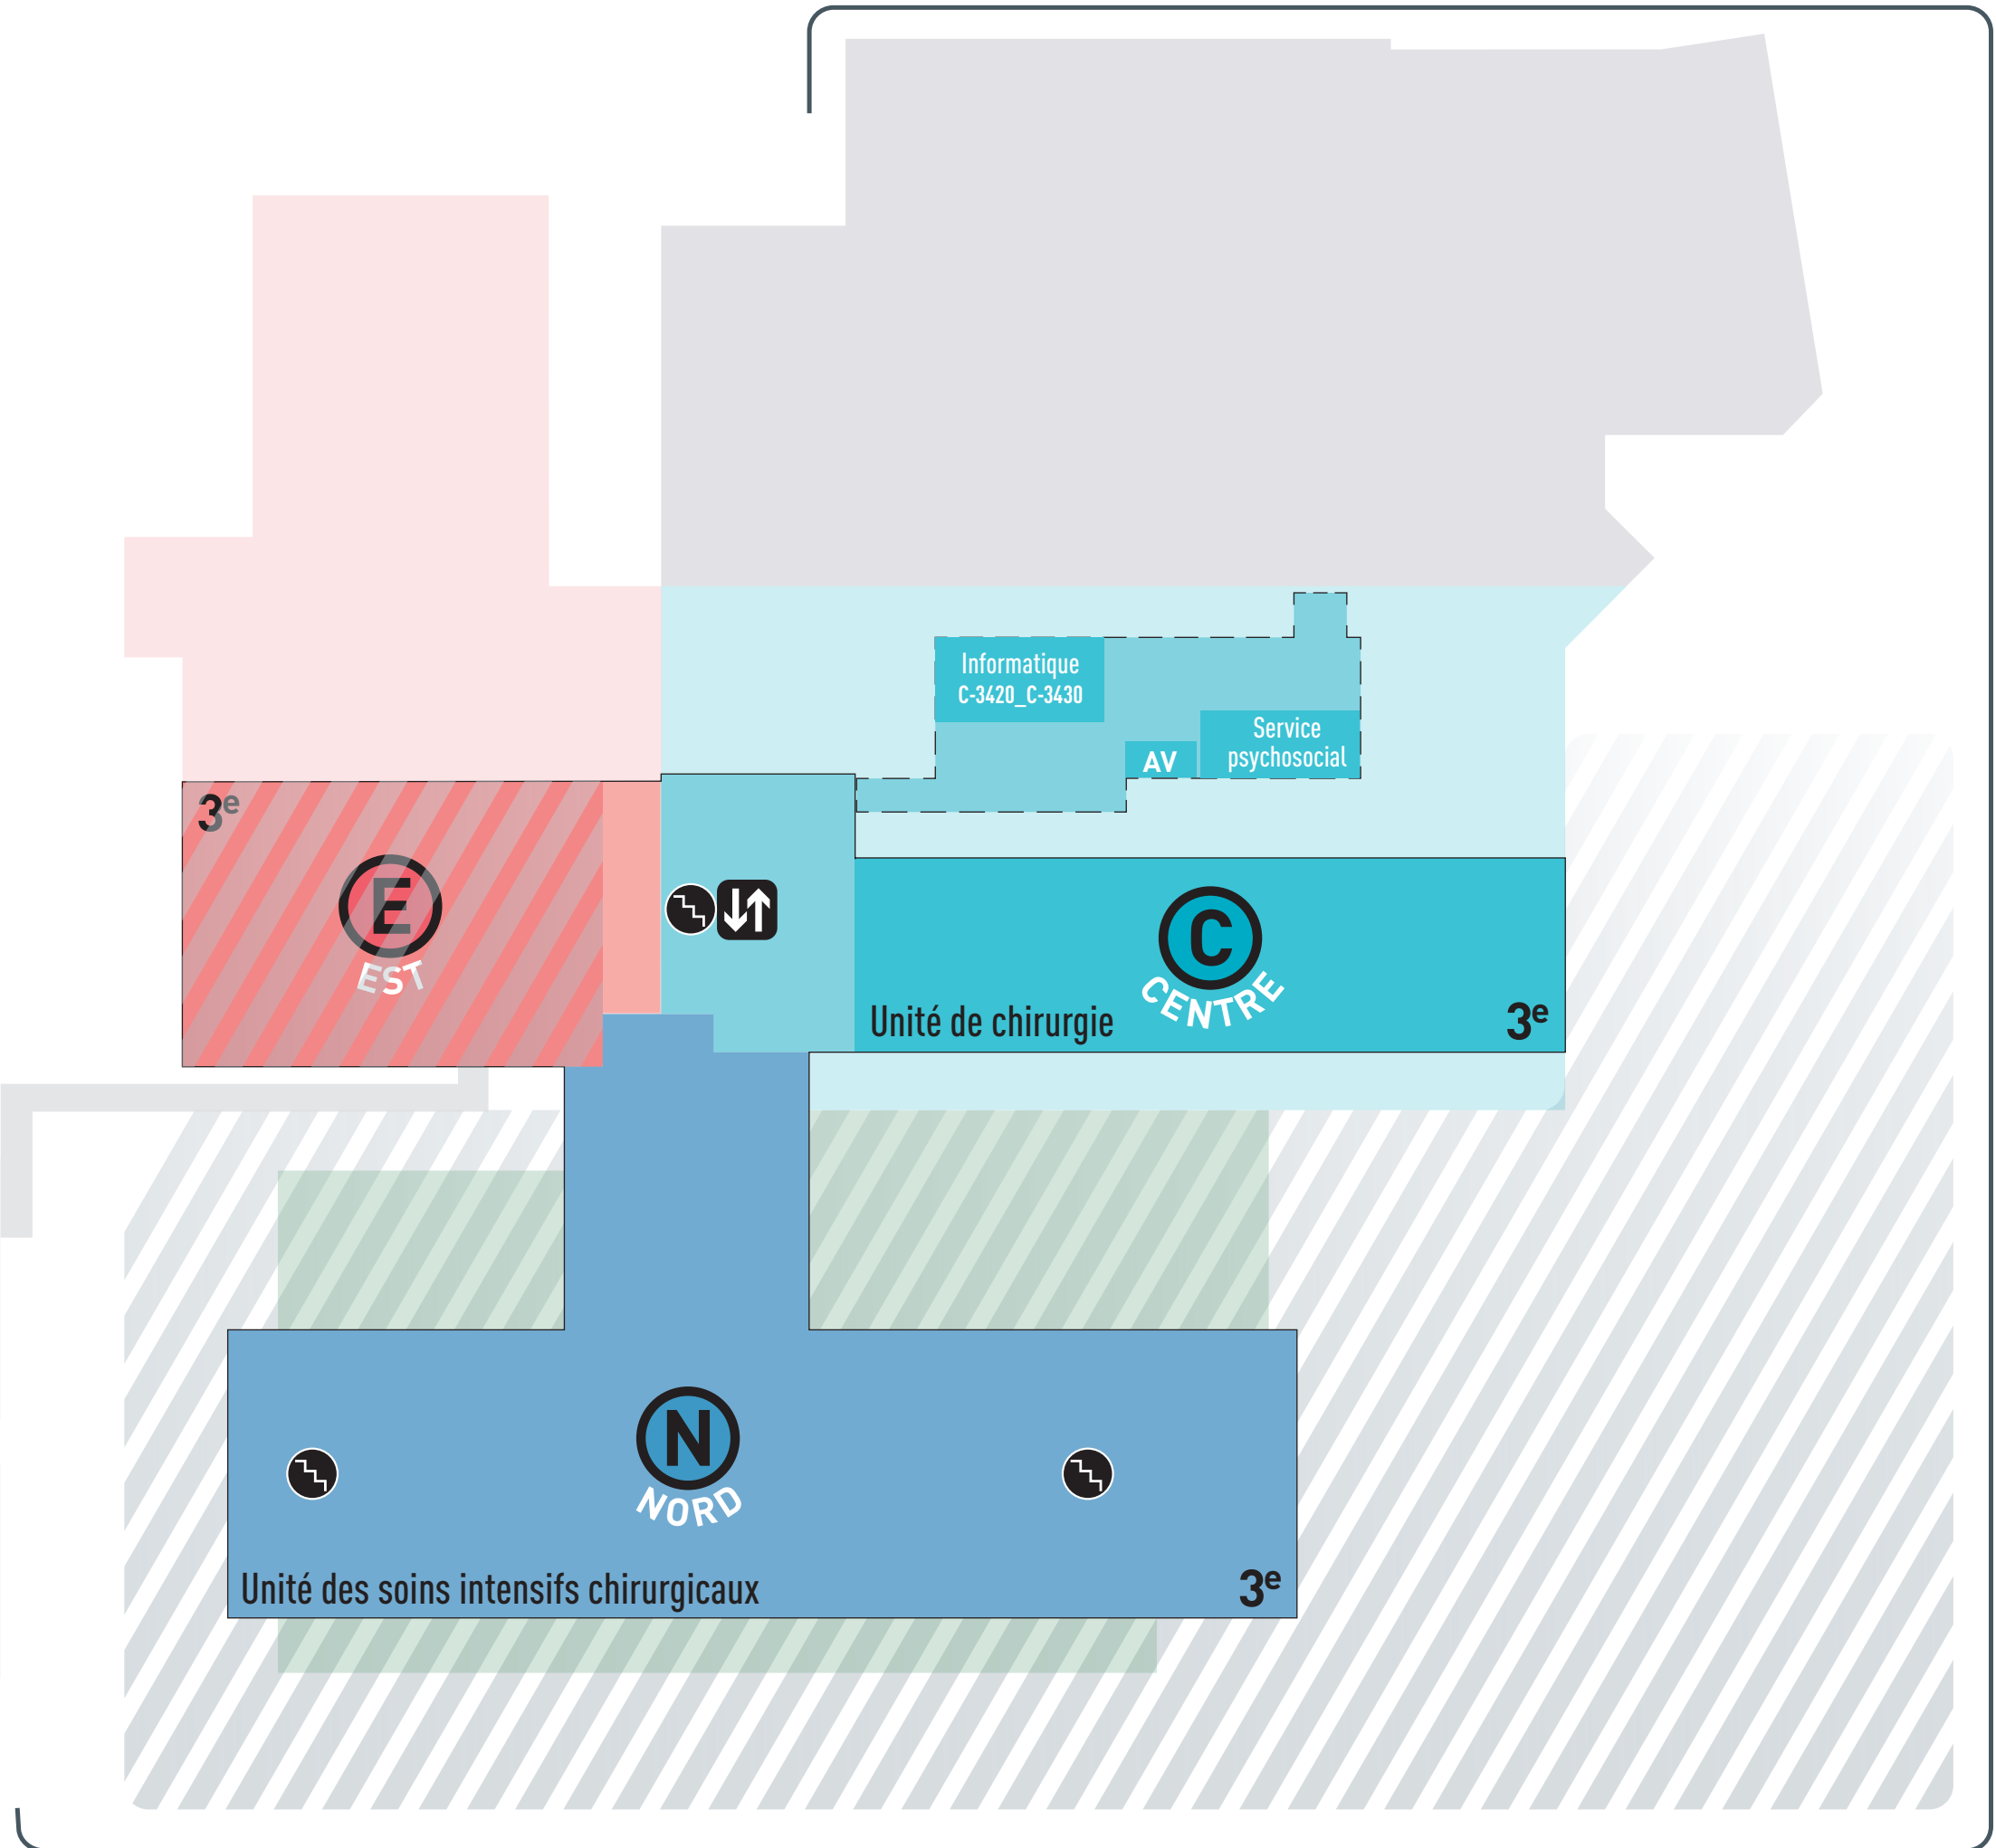 Informatique
C-3420_C-3430
Service
psychosocial
AV
3e
E
EST
C
CENTRE
Unité de chirurgie
3e
N
NORD
Unité des soins intensifs chirurgicaux
3e